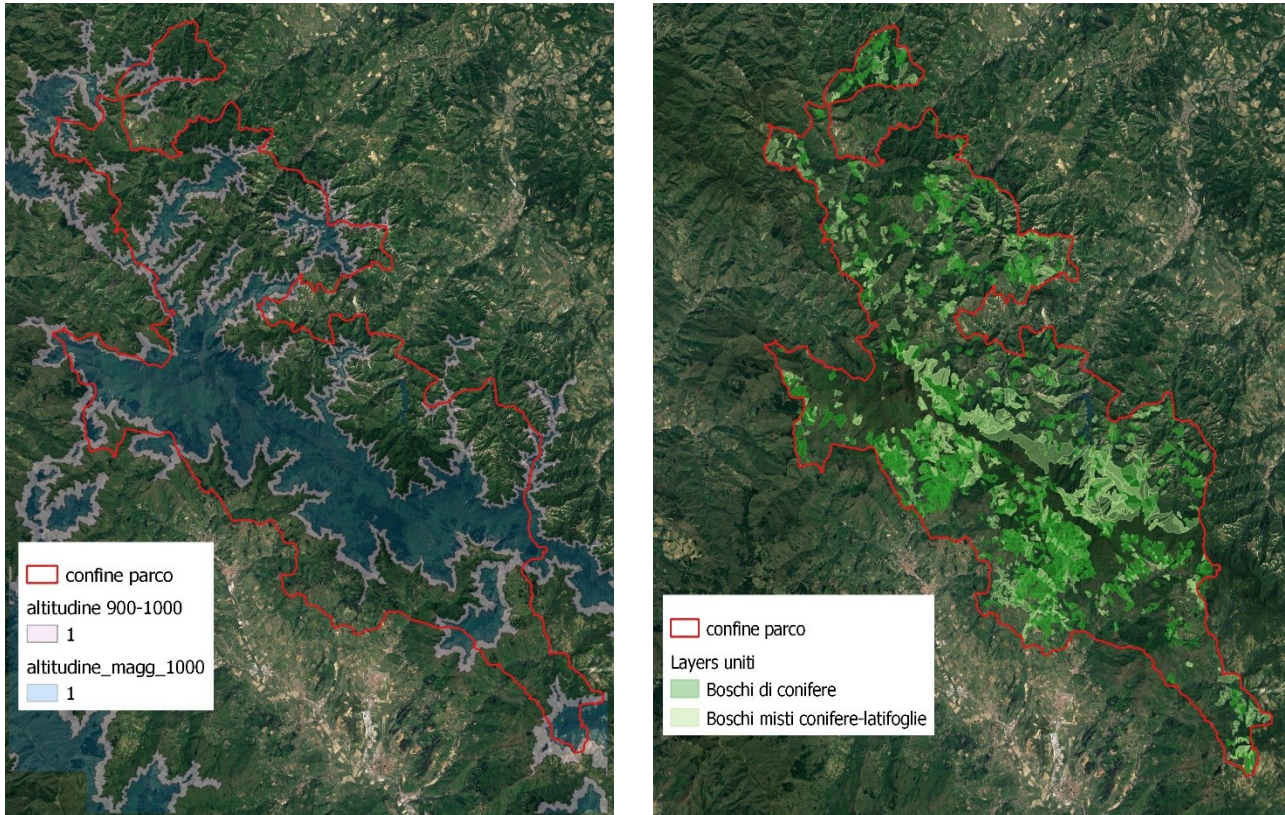 confine parco
altitudine 900-1000
1
altitudine_magg_1000
1
confine parco
Layers uniti
Boschi di conifere
Boschi misti conifere-latifoglie